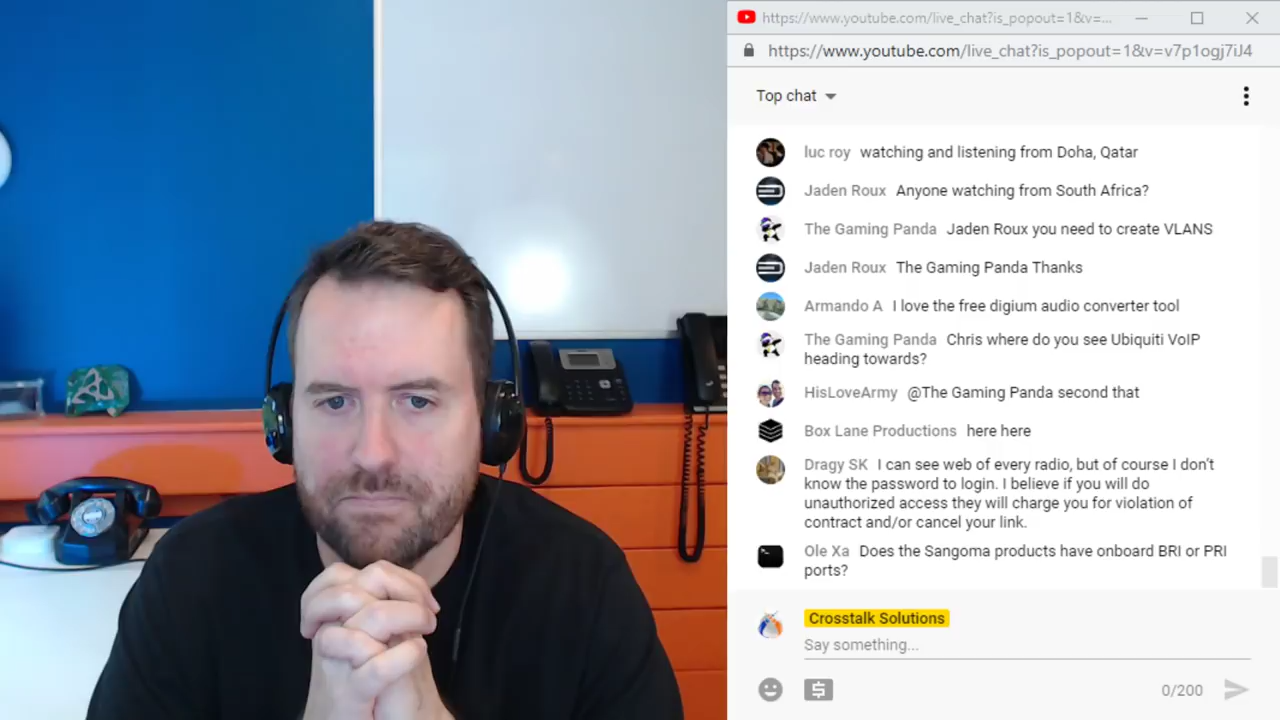 https://www.youtube.com/live_chat?is_popout=1&v=...
https://www.youtube.com/live_chat?is_popout=1&v=v7p1ogj7iJ4
Top chat
luc roy watching and listening from Doha, Qatar
Jaden Roux Anyone watching from South Africa?
The Gaming Panda Jaden Roux you need to create VLANS
Jaden Roux The Gaming Panda Thanks
Armando A I love the free digium audio converter tool
The Gaming Panda Chris where do you see Ubiquiti VoIP
heading towards?
HisLoveArmy @The Gaming Panda second that
Box Lane Productions here here
Dragy SK I can see web of every radio, but of course I don't
know the password to login. I believe if you will do
unauthorized access they will charge you for violation of
contract and/or cancel your link.
Ole Xa Does the Sangoma products have onboard BRI or PRI
ports?
Crosstalk Solutions
Say something...
0/200